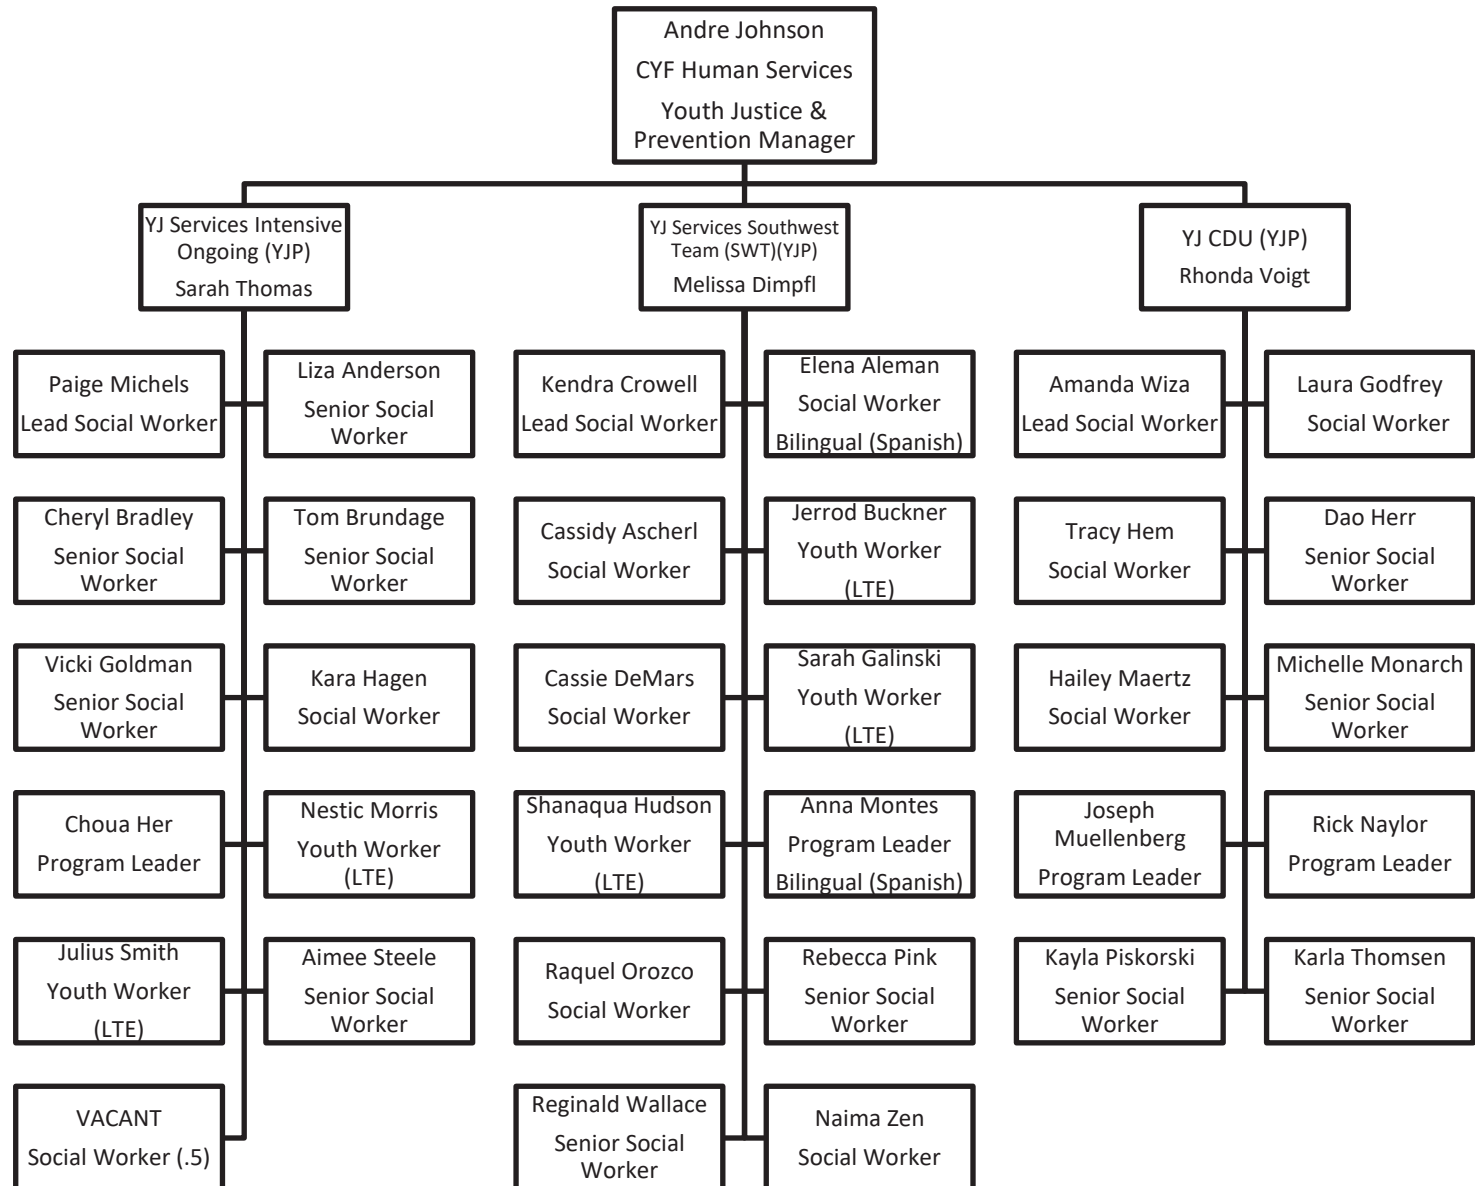 Andre Johnson
CYF Human Services
Youth Justice &
Prevention Manager
YJ Services Intensive
Ongoing (YJP)
Sarah Thomas
YJ Services Southwest
Team (SWT)(YJP)
Melissa Dimpfl
YJ CDU (YJP)
Rhonda Voigt
Paige Michels
Lead Social Worker
Liza Anderson
Senior Social
Worker
Kendra Crowell
Lead Social Worker
Elena Aleman
Social Worker
Bilingual (Spanish)
Amanda Wiza
Lead Social Worker
Laura Godfrey
Social Worker
Cheryl Bradley
Senior Social
Worker
Tom Brundage
Senior Social
Worker
Cassidy Ascherl
Social Worker
Jerrod Buckner
Youth Worker
(LTE)
Tracy Hem
Social Worker
Dao Herr
Senior Social
Worker
Vicki Goldman
Senior Social
Worker
Kara Hagen
Social Worker
Cassie DeMars
Social Worker
Sarah Galinski
Youth Worker
(LTE)
Hailey Maertz
Social Worker
Michelle Monarch
Senior Social
Worker
Choua Her
Program Leader
Nestic Morris
Youth Worker
(LTE)
Shanaqua Hudson
Youth Worker
(LTE)
Anna Montes
Program Leader
Bilingual (Spanish)
Joseph
Muellenberg
Program Leader
Rick Naylor
Program Leader
Julius Smith
Youth Worker
(LTE)
Aimee Steele
Senior Social
Worker
Raquel Orozco
Social Worker
Rebecca Pink
Senior Social
Worker
Kayla Piskorski
Senior Social
Worker
Karla Thomsen
Senior Social
Worker
VACANT
Social Worker (.5)
Reginald Wallace
Senior Social
Worker
Naima Zen
Social Worker